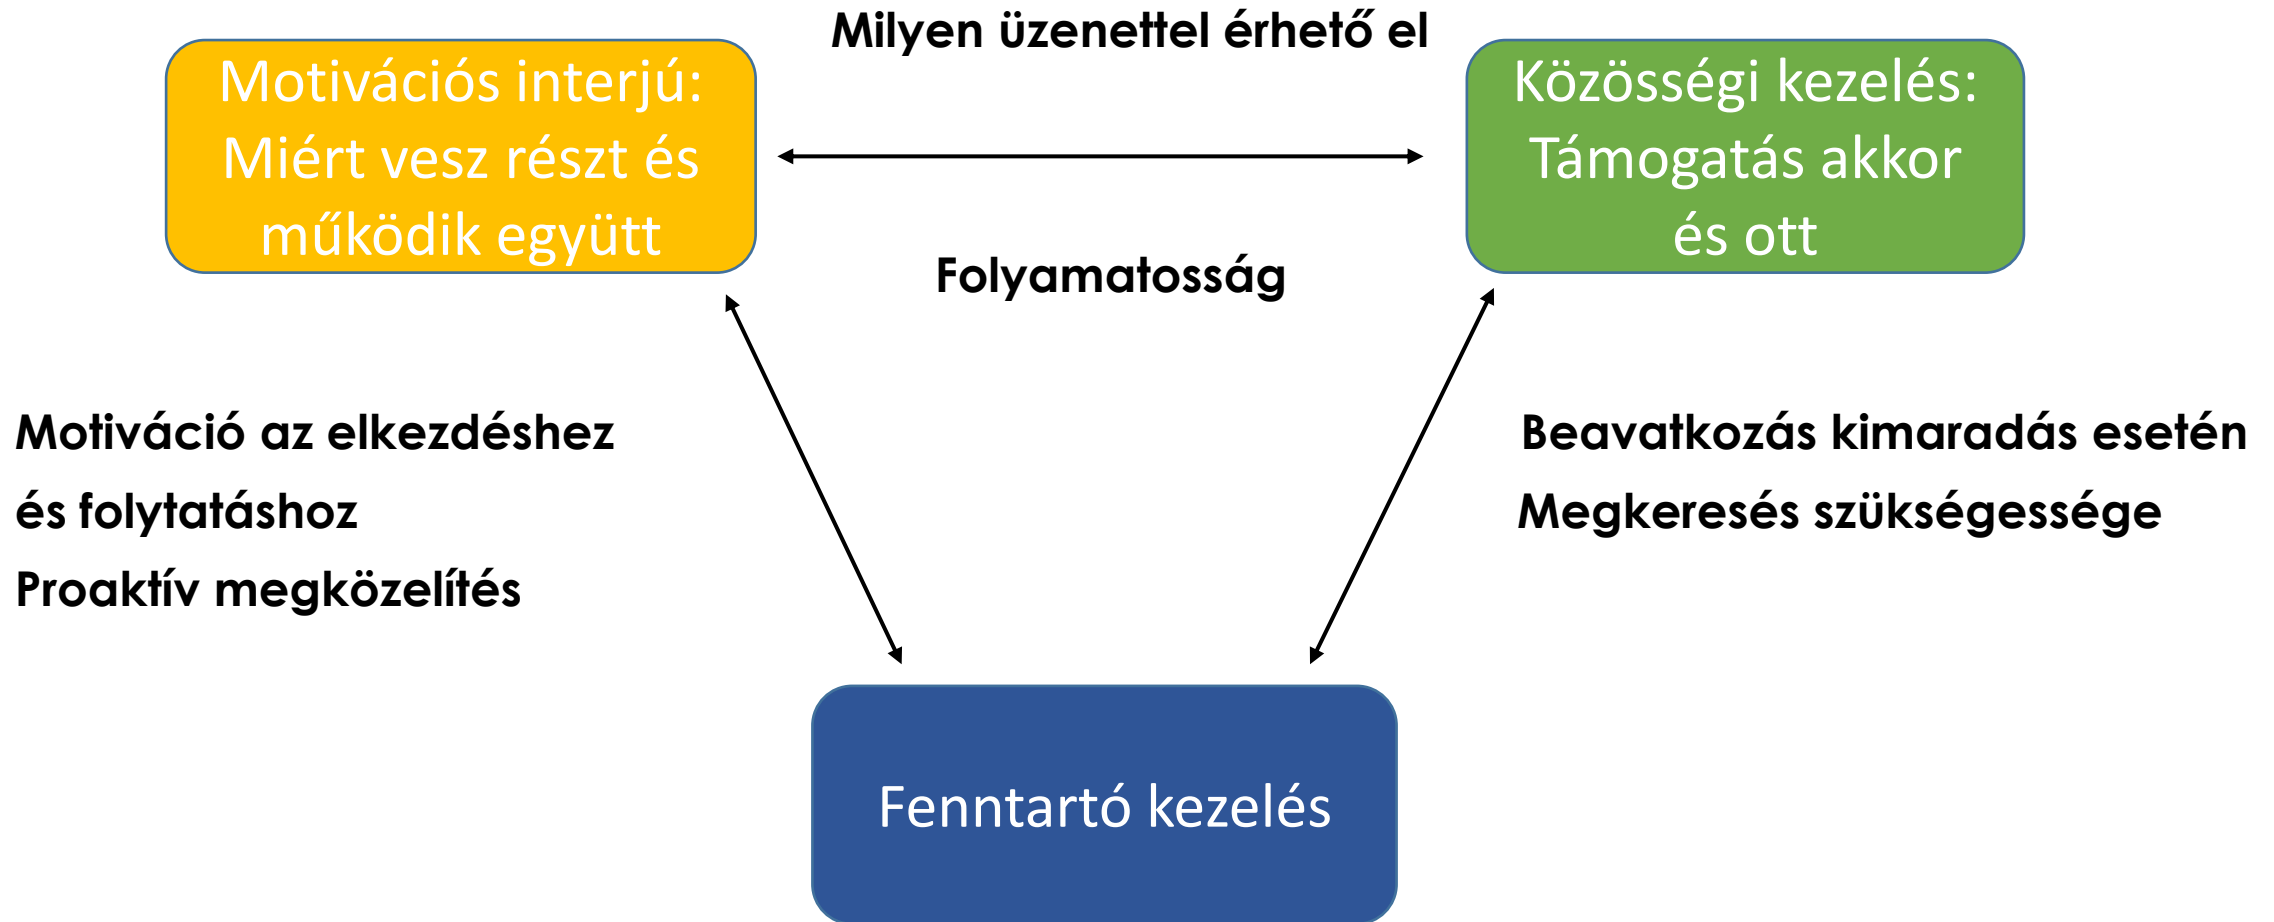 Milyen üzenettel érhető el
Motivációs interjú:
Miért vesz részt és
működik együtt
Közösségi kezelés:
Támogatás akkor
és ott
Folyamatosság
Motiváció az elkezdéshez
és folytatáshoz
Proaktív megközelítés
Beavatkozás kimaradás esetén
Megkeresés szükségessége
Fenntartó kezelés